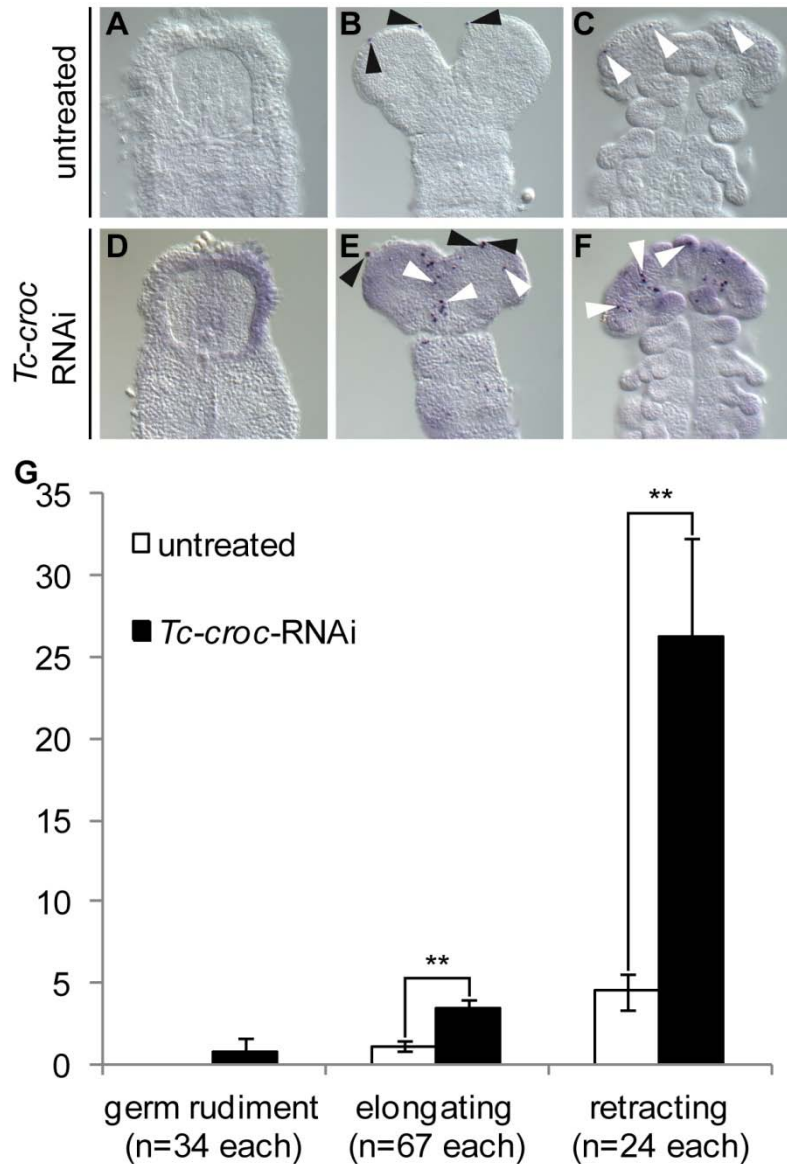 A
B
C
untreated
D
E
F
Tc-croc
RNAi
G
35
30
25
20
15
10
5
0
untreated
Tc-croc-RNAi
**
**
germ rudiment
(n=34 each)
elongating
(n=67 each)
retracting
(n=24 each)